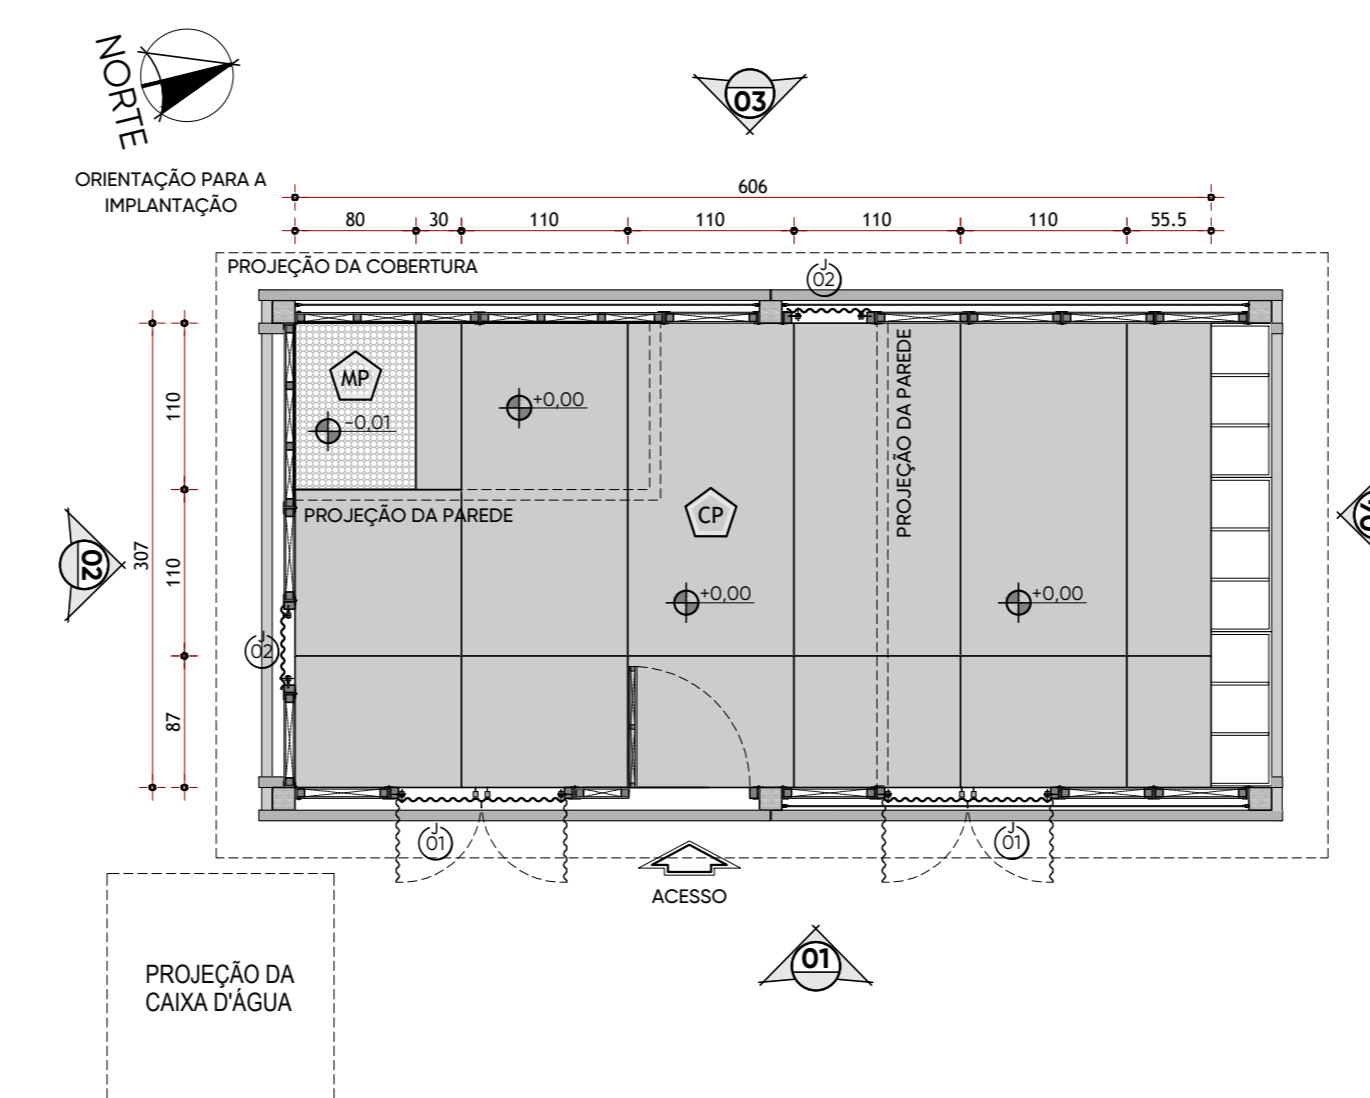 NORTE
ORIENTAÇÃO PARA A
IMPLANTAÇÃO
03
606
80
30
110
110
110
110
55.5
PROJEÇÃO DA COBERTURA
J
02
MP
-0,01
+0,00
PROJEÇÃO DA PAREDE
110
PROJEÇÃO DA PAREDE
CP
02
307
110
+0,00
+0,00
J
02
87
J
01
J
01
ACESSO
01
PROJEÇÃO DA
CAIXA D'ÁGUA